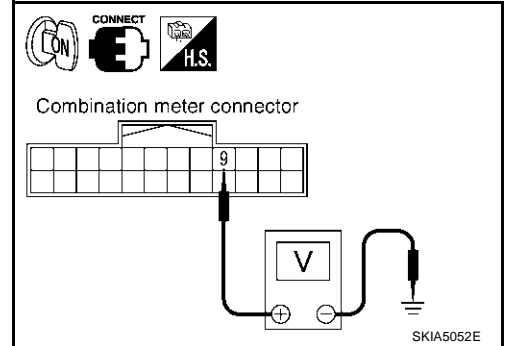 CONNECT
ON
H.S.
Combination meter connector
9
V
+ −
SKIA5052E